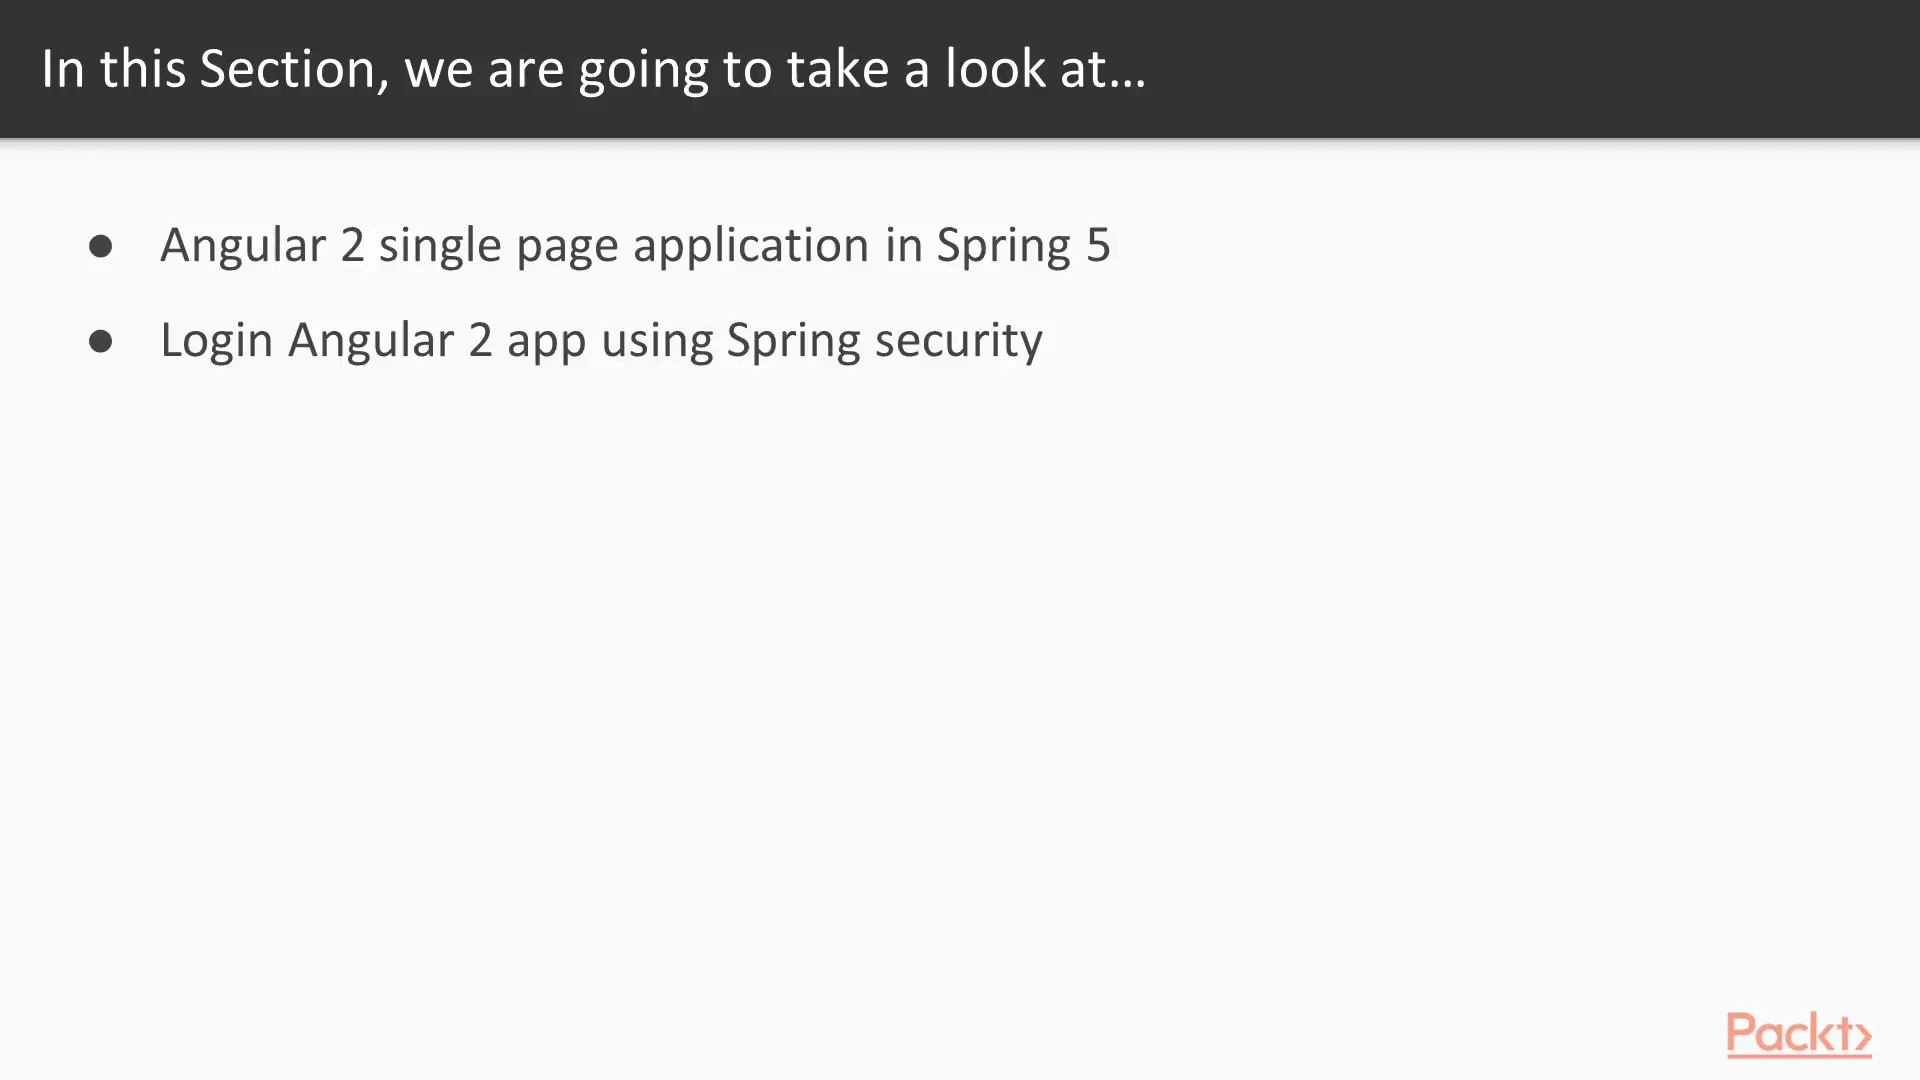 In this Section, we are going to take a look at...
● Angular 2 single page application in Spring 5
● Login Angular 2 app using Spring security
Packt>